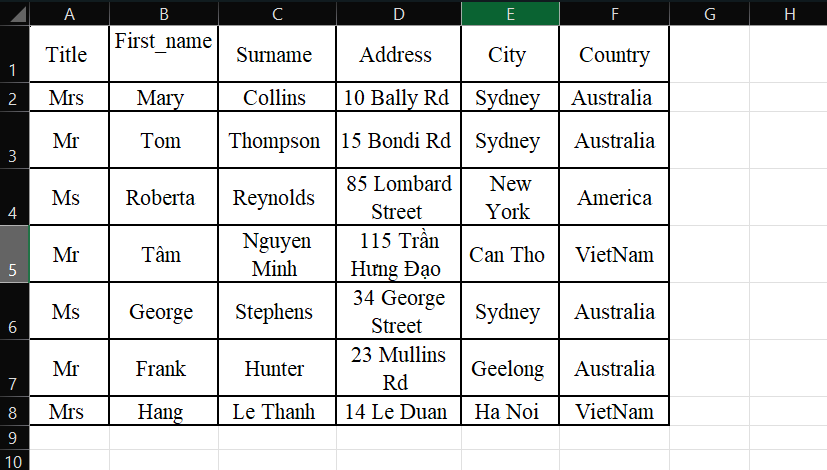 A B C D E F G H
1 Title First_name Surname Address City Country
2 Mrs Mary Collins 10 Bally Rd Sydney Australia
3 Mr Tom Thompson 15 Bondi Rd Sydney Australia
4 Ms Roberta Reynolds 85 Lombard Street New York America
5 Mr Tâm Nguyen Minh 115 Trần Hưng Đạo Can Tho VietNam
6 Ms George Stephens 34 George Street Sydney Australia
7 Mr Frank Hunter 23 Mullins Rd Geelong Australia
8 Mrs Hang Le Thanh 14 Le Duan Ha Noi VietNam
9
10